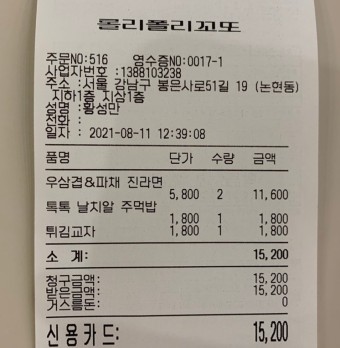 롤리폴리꼬또
주문NO:516 영수증NO:0017-1
사업자번호 :1388103238
주소 :서울 강남구 봉은사로51길 19 (논현동)
지하1층 지상1층
성명 :황성만
전화 :
일자 : 2021-08-11 12:39:08
품명 단가 수량 금액
우삼겹&파채 진라면
5,800 2 11,600
톡톡 날치알 주먹밥
1,800 1 1,800
튀김교자 1,800 1 1,800
소 계: 15,200
청구금액: 15,200
받은금액: 15,200
거스름돈: 0
신용카드: 15,200